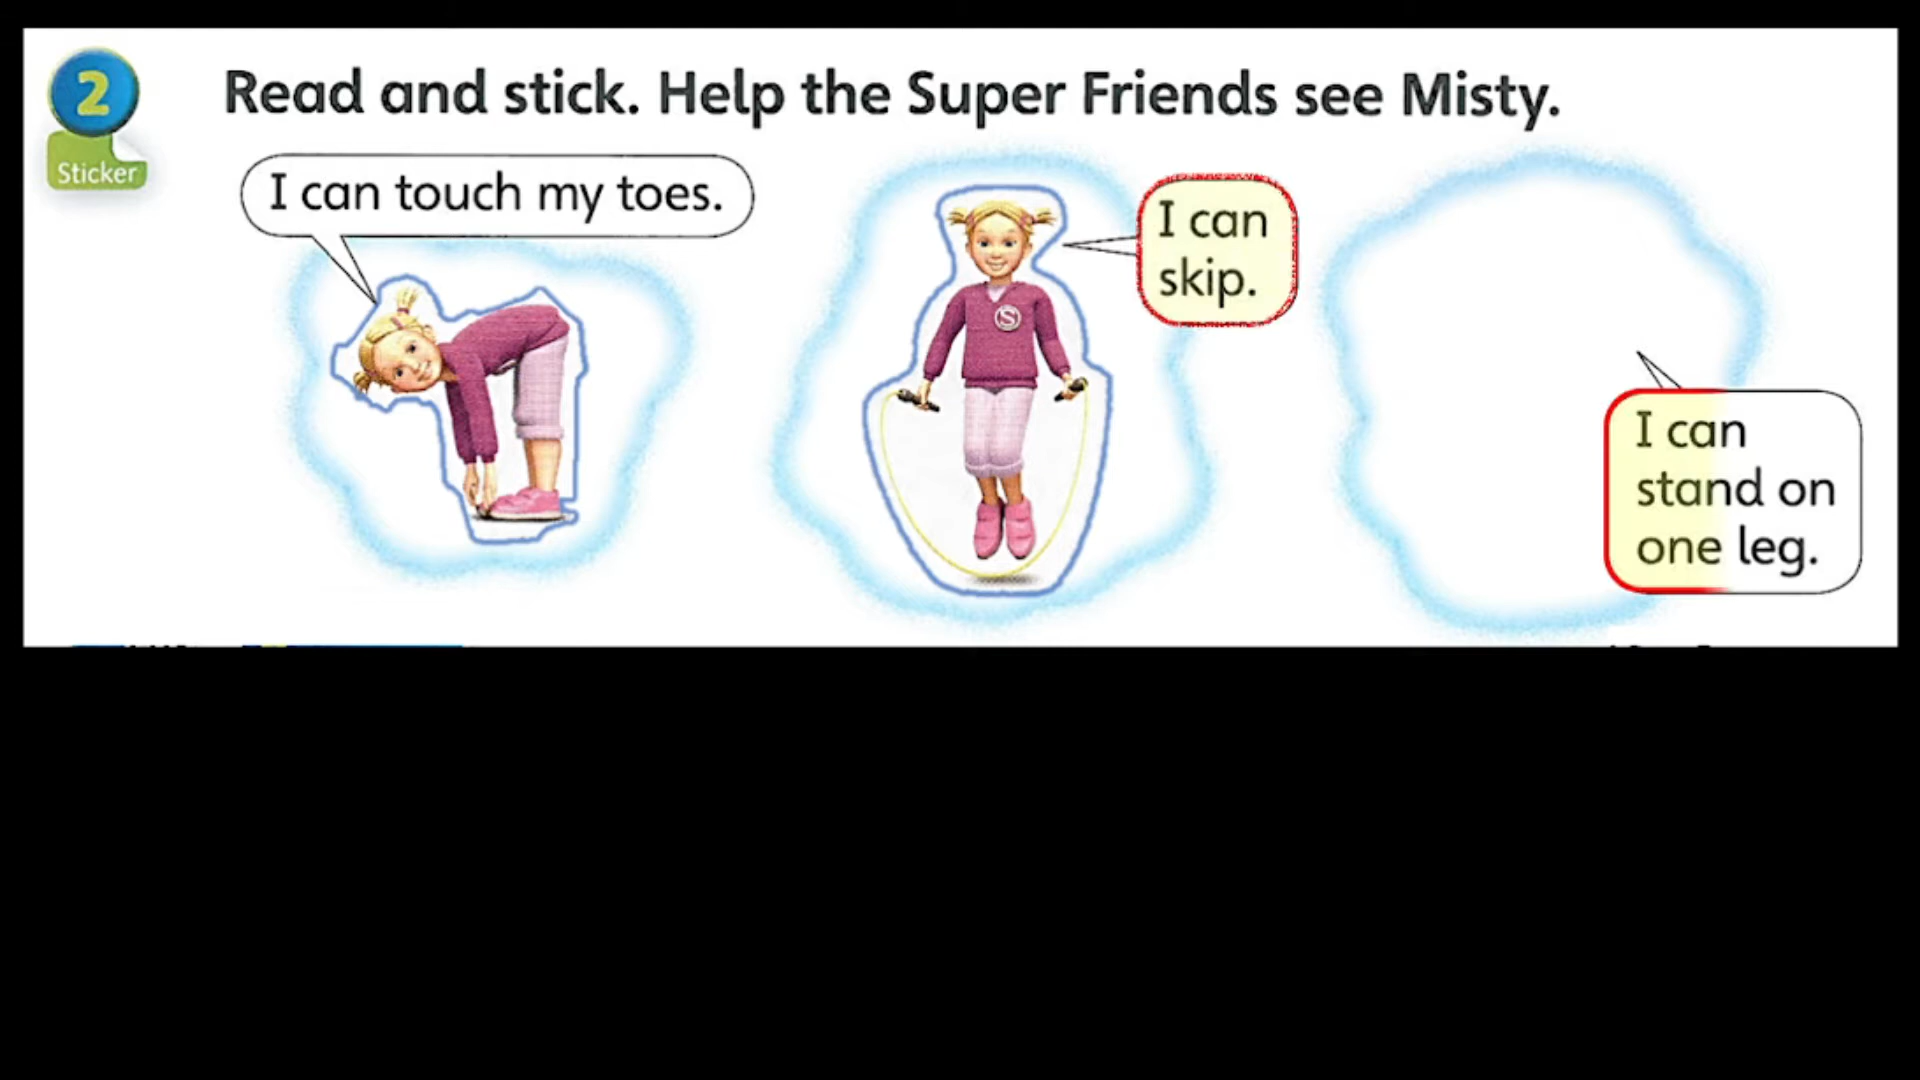 2
Read and stick. Help the Super Friends see Misty.
Sticker
I can touch my toes.
I can
skip.
S
I can
stand on
one leg.